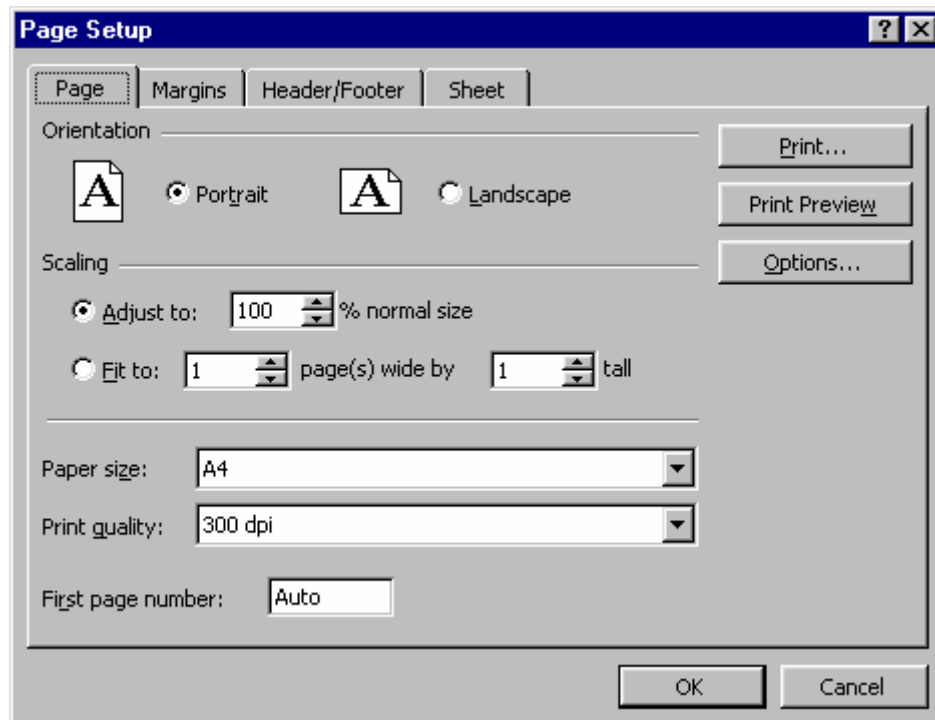 Page Setup
?
Page Margins Header/Footer Sheet
Orientation
Print...
A Portrait A Landscape
Print Preview
Scaling
Options...
Adjust to: 100 % normal size
Fit to: 1 page(s) wide by 1 tall
Paper size: A4
Print quality: 300 dpi
First page number: Auto
OK Cancel